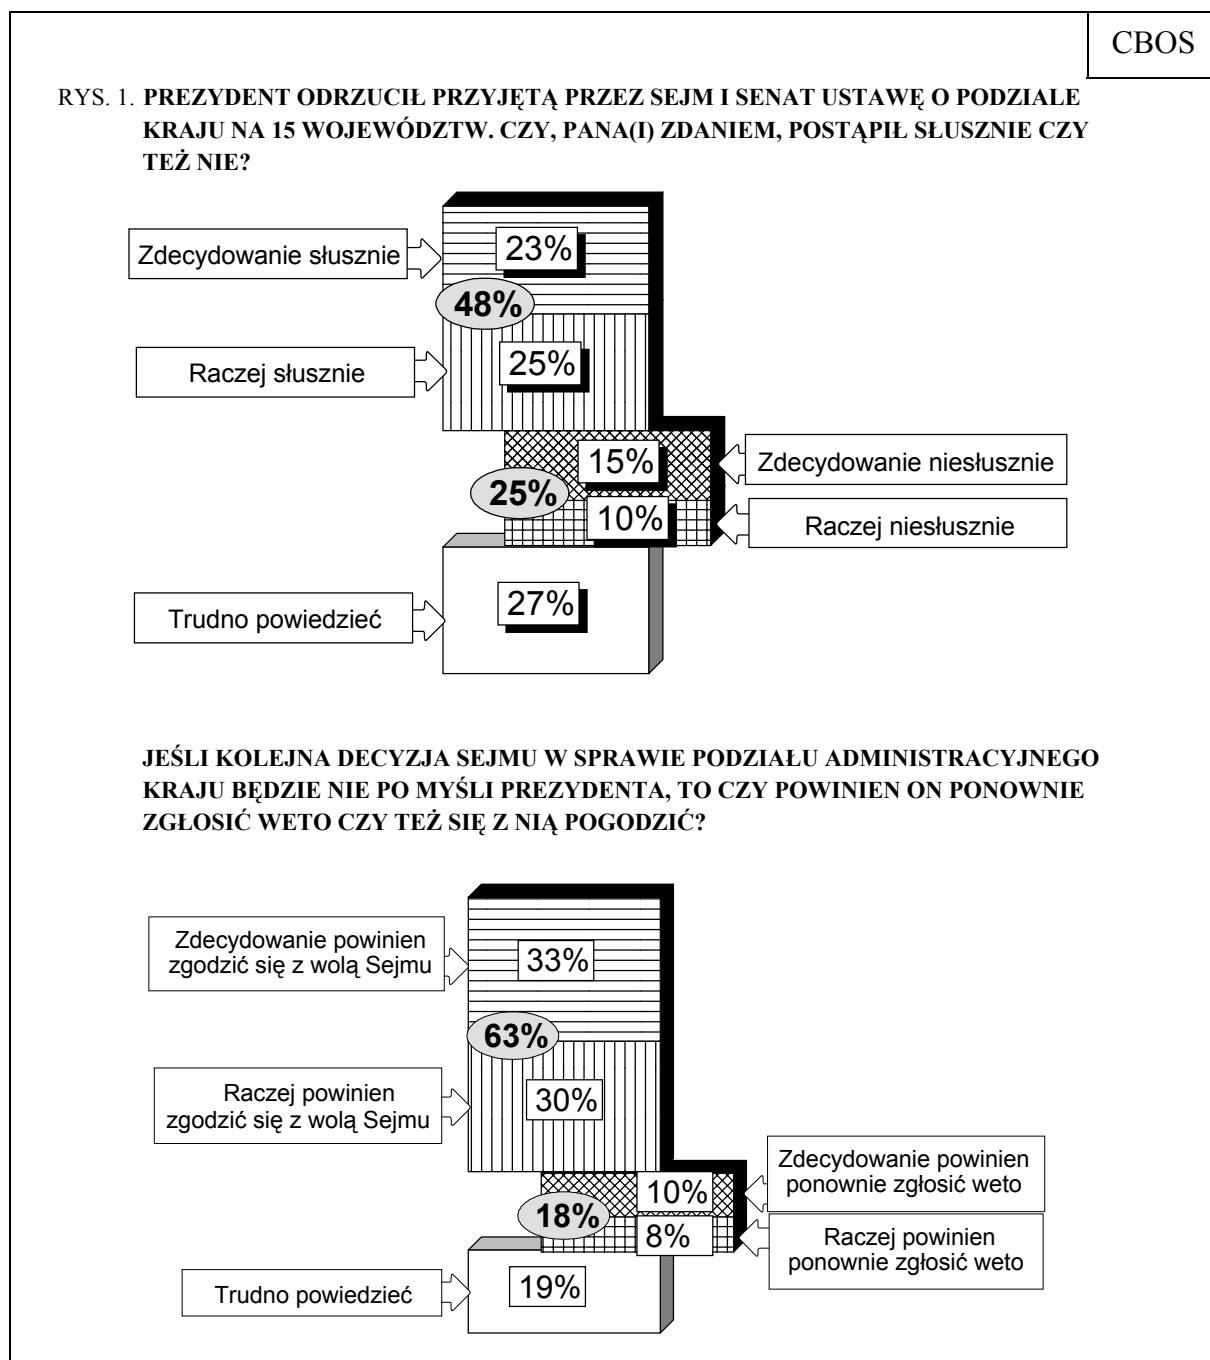 CBOS
RYS. 1. PREZYDENT ODRZUCIŁ PRZYJĘTĄ PRZEZ SEJM I SENAT USTAWĘ O PODZIALE
KRAJU NA 15 WOJEWÓDZTW. CZY, PANA(I) ZDANIEM, POSTĄPIŁ SŁUSZNIE CZY
TEŻ NIE?
Zdecydowanie słusznie
23%
48%
Raczej słusznie
25%
15%
Zdecydowanie niesłusznie
25%
10%
Raczej niesłusznie
Trudno powiedzieć
27%
JEŚLI KOLEJNA DECYZJA SEJMU W SPRAWIE PODZIAŁU ADMINISTRACYJNEGO
KRAJU BĘDZIE NIE PO MYŚLI PREZYDENTA, TO CZY POWINIEN ON PONOWNIE
ZGŁOSIĆ WETO CZY TEŻ SIĘ Z NIĄ POGODZIĆ?
Zdecydowanie powinien
zgodzić się z wolą Sejmu
33%
63%
Raczej powinien
zgodzić się z wolą Sejmu
30%
10%
Zdecydowanie powinien
ponownie zgłosić weto
18%
8%
Raczej powinien
ponownie zgłosić weto
Trudno powiedzieć
19%